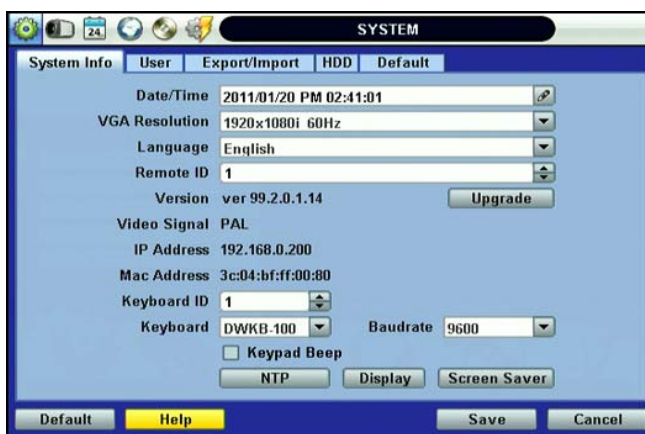 24
SYSTEM
System Info User Export/Import HDD Default
Date/Time 2011/01/20 PM 02:41:01
VGA Resolution 1920x1080i 60Hz
Language English
Remote ID 1
Version ver 99.2.0.1.14 Upgrade
Video Signal PAL
IP Address 192.168.0.200
Mac Address 3c:04:bf:ff:00:80
Keyboard ID 1
Keyboard DWKB-100 Baudrate 9600
Keypad Beep
NTP Display Screen Saver
Default Help Save Cancel